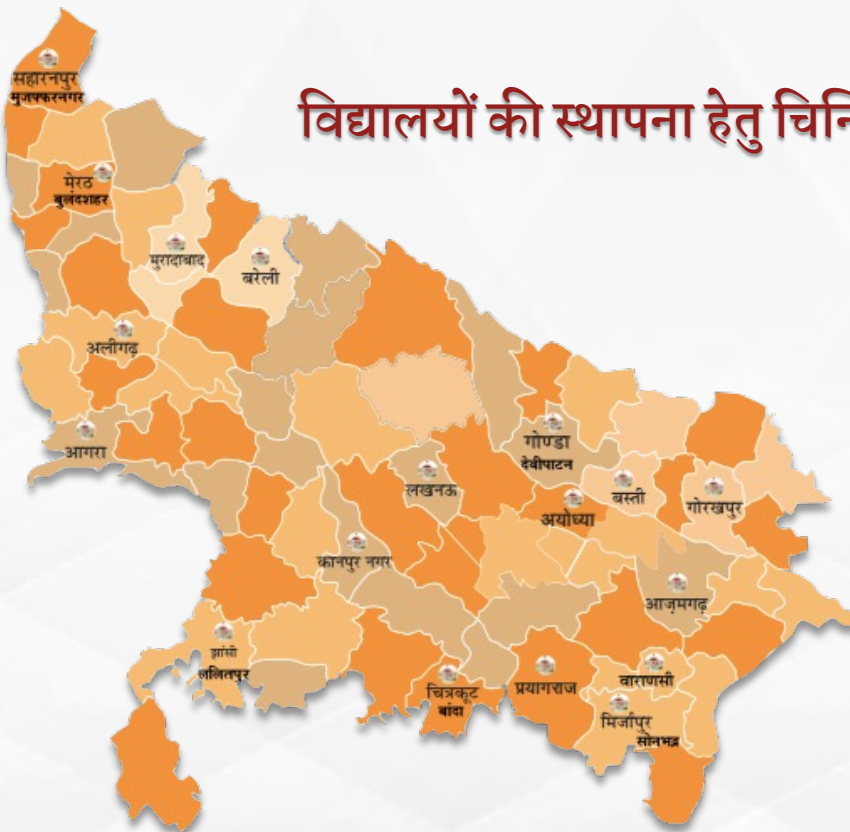 विद्यालयों की स्थापना हेतु
सहारनपुर
मुजफ्फरनगर
मेरठ
बुलंदशहर
मुरादाबाद
बरेली
अलीगढ़
आगरा
गोण्डा
देवीपाटन
लखनऊ
बस्ती
गोरखपुर
अयोध्या
कानपुर नगर
आज़मगढ़
झांसी
ललितपुर
चित्रकूट
बांदा
प्रयागराज
वाराणसी
मिर्जापुर
सोनभद्र